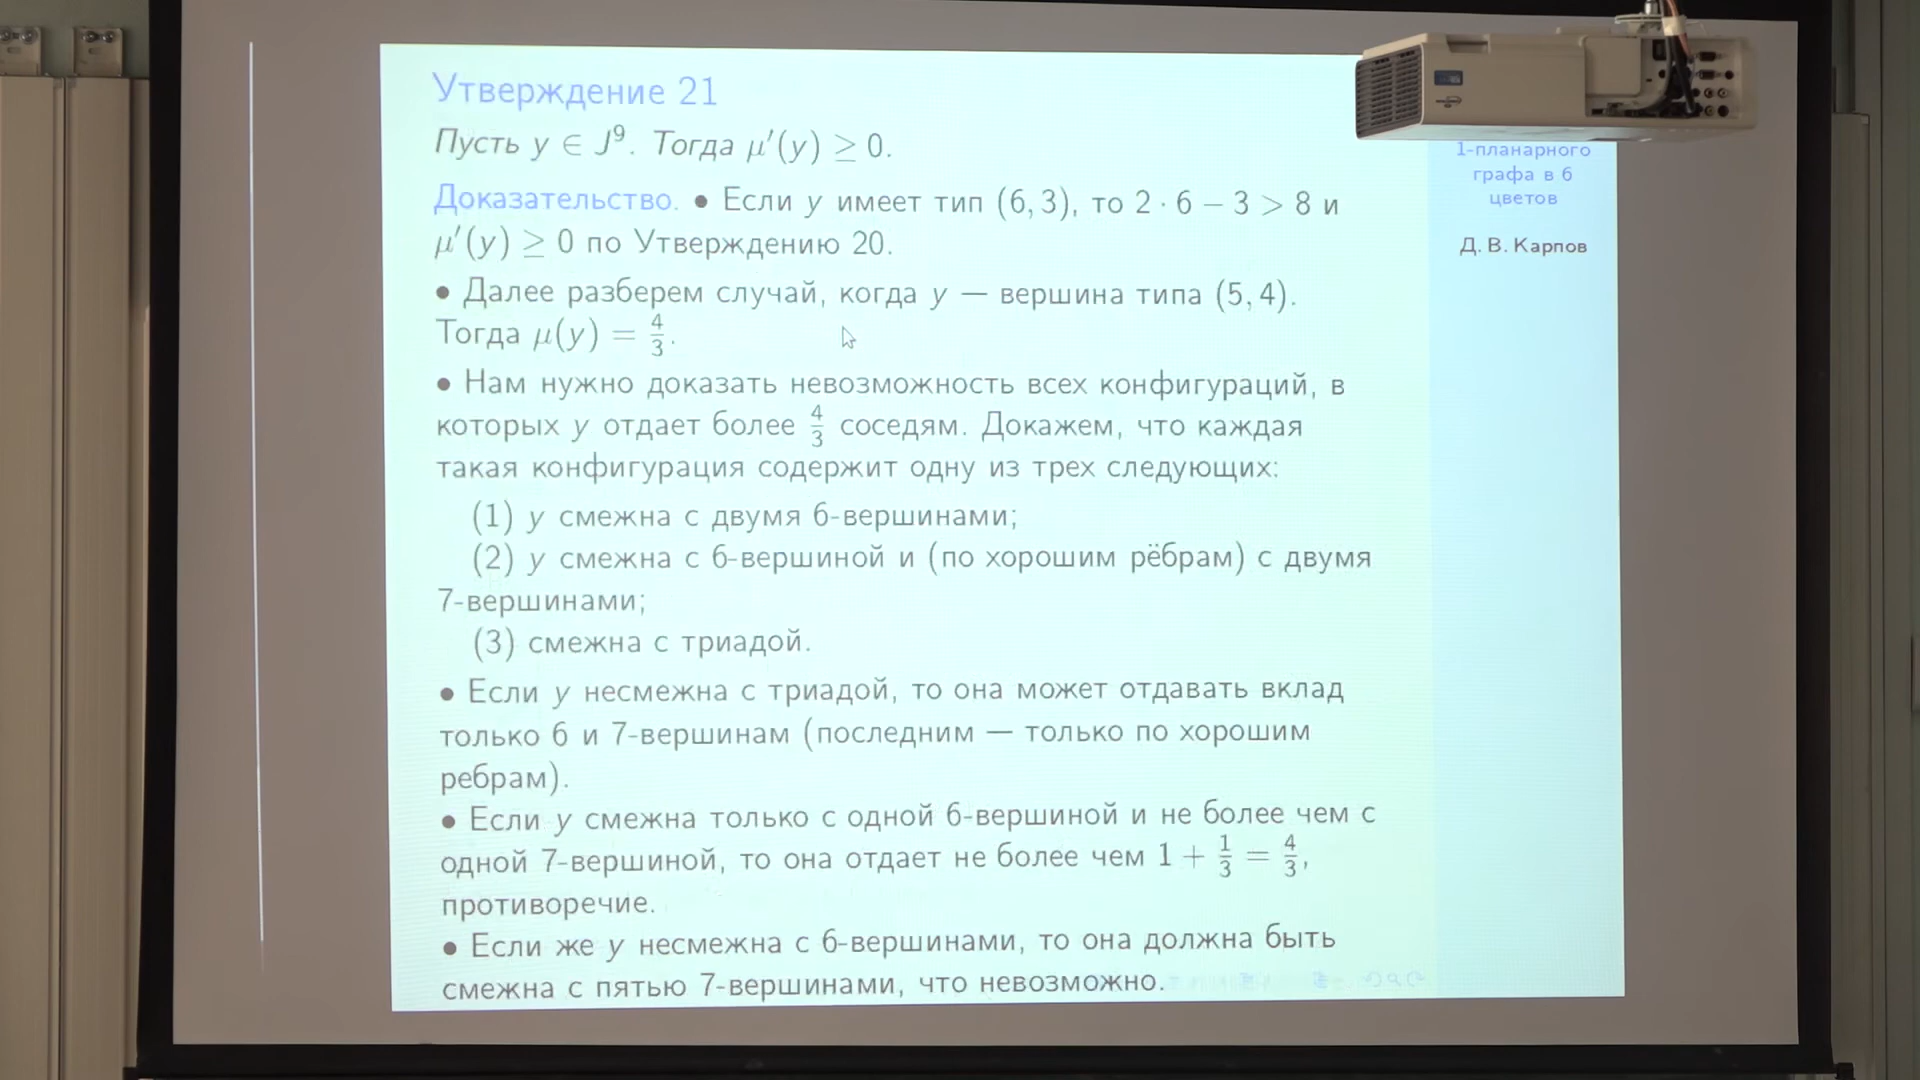 Утверждение 21
Пусть y ∈ J⁹. Тогда μ′(y) ≥ 0.
Доказательство. • Если y имеет тип (6, 3), то 2 · 6 − 3 > 8 и
μ′(y) ≥ 0 по Утверждению 20.
• Далее разберем случай, когда y — вершина типа (5, 4).
Тогда μ(y) = 4/3.
• Нам нужно доказать невозможность всех конфигураций, в
которых y отдает более 4/3 соседям. Докажем, что каждая
такая конфигурация содержит одну из трех следующих:
(1) y смежна с двумя 6-вершинами;
(2) y смежна с 6-вершиной и (по хорошим рёбрам) с двумя
7-вершинами;
(3) смежна с триадой.
• Если y несмежна с триадой, то она может отдавать вклад
только 6 и 7-вершинам (последним — только по хорошим
ребрам).
• Если y смежна только с одной 6-вершиной и не более чем с
одной 7-вершиной, то она отдает не более чем 1 + 1/3 = 4/3,
противоречие.
• Если же y несмежна с 6-вершинами, то она должна быть
смежна с пятью 7-вершинами, что невозможно.
1-планарного
графа в 6
цветов
Д. В. Карпов